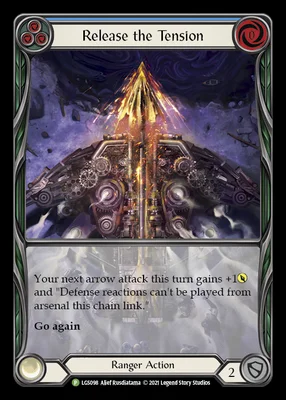 Release the Tension
Your next arrow attack this turn gains +1
and "Defense reactions can't be played from
arsenal this chain link."
Go again
Ranger Action
2
P LGS098 Alief Rusdiatama © 2021 Legend Story Studios